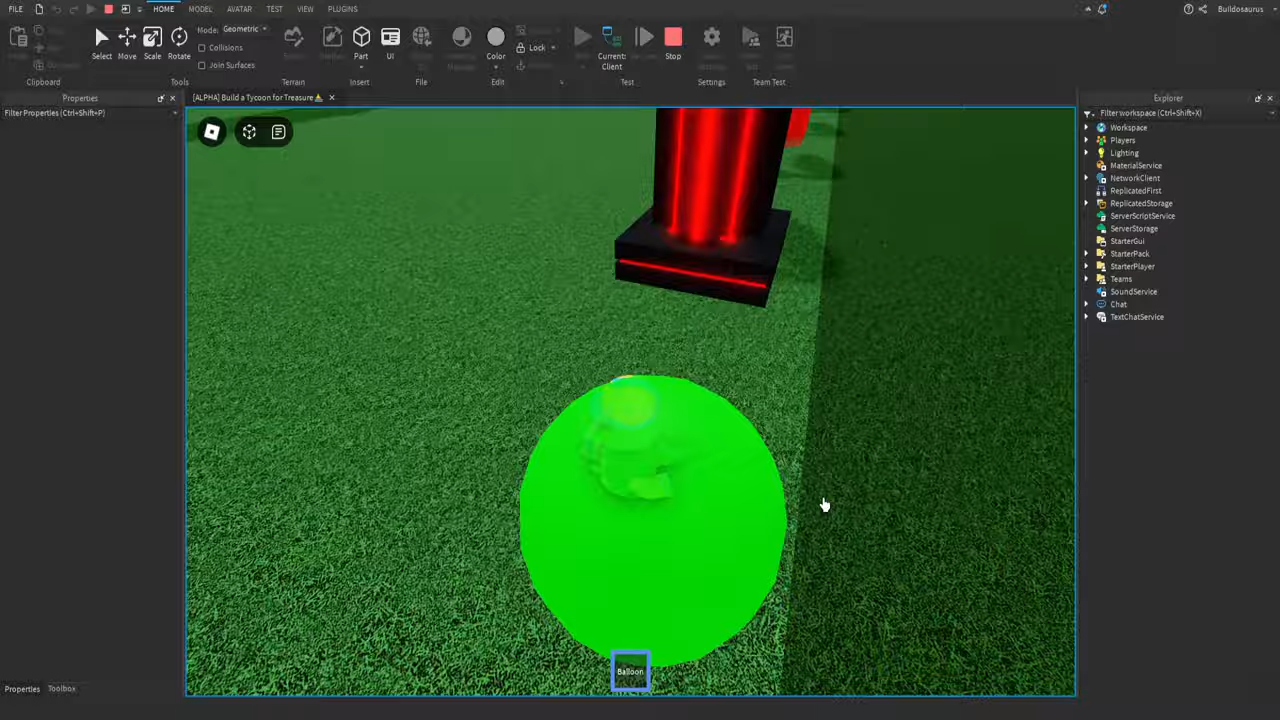 FILE HOME MODEL AVATAR TEST VIEW PLUGINS Buildosaurus
Mode: Geometric
Collisions
Join Surfaces
Select Move Scale Rotate Part UI Color Lock Current: Client Stop
Clipboard Tools Terrain Insert File Edit Test Settings Team Test
Properties
Filter Properties (Ctrl+Shift+P)
[ALPHA] Build a Tycoon for Treasure
Explorer
Filter workspace (Ctrl+Shift+X)
Workspace
Players
Lighting
MaterialService
NetworkClient
ReplicatedFirst
ReplicatedStorage
ServerScriptService
ServerStorage
StarterGui
StarterPack
StarterPlayer
Teams
SoundService
Chat
TextChatService
Balloon
Properties Toolbox